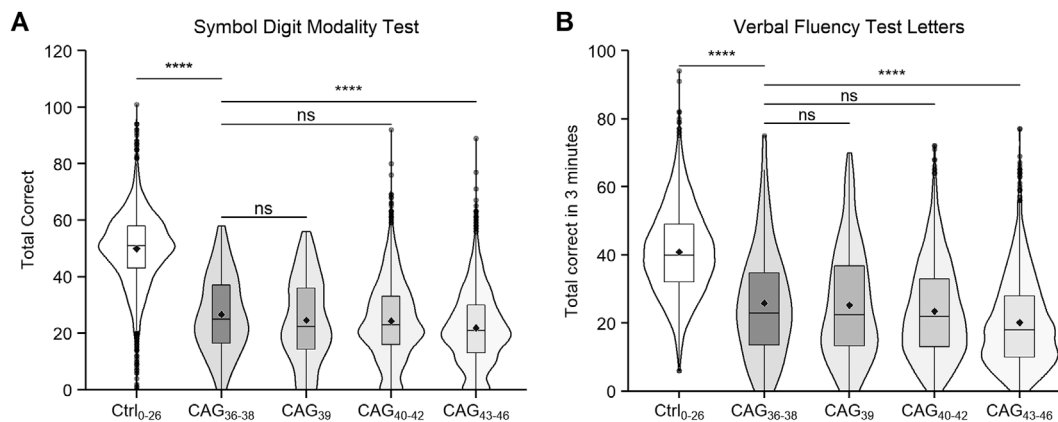 A
Symbol Digit Modality Test
Total Correct
120
100
80
60
40
20
0
****
****
ns
ns
Ctrl0-26
CAG36-38
CAG39
CAG40-42
CAG43-46
B
Verbal Fluency Test Letters
Total correct in 3 minutes
100
80
60
40
20
0
****
****
ns
ns
Ctrl0-26
CAG36-38
CAG39
CAG40-42
CAG43-46